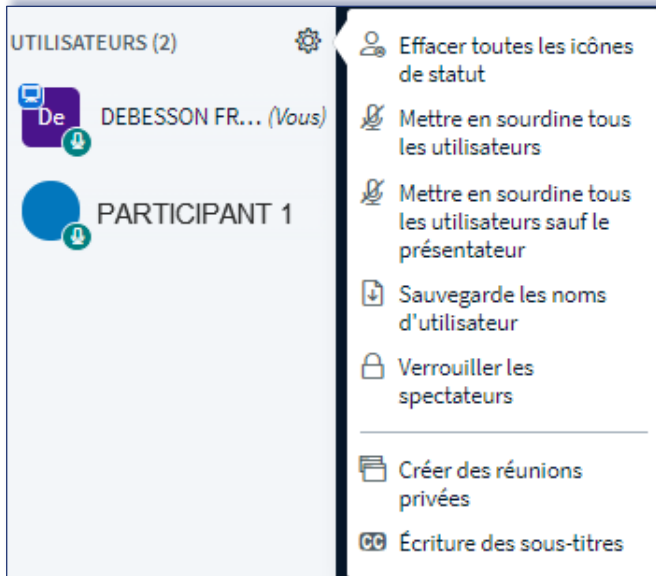 UTILISATEURS (2)
De
DEBESSON FR... (Vous)
PARTICIPANT 1
Effacer toutes les icônes
de statut
Mettre en sourdine tous
les utilisateurs
Mettre en sourdine tous
les utilisateurs sauf le
présentateur
Sauvegarde les noms
d'utilisateur
Verrouiller les
spectateurs
Créer des réunions
privées
CC Écriture des sous-titres